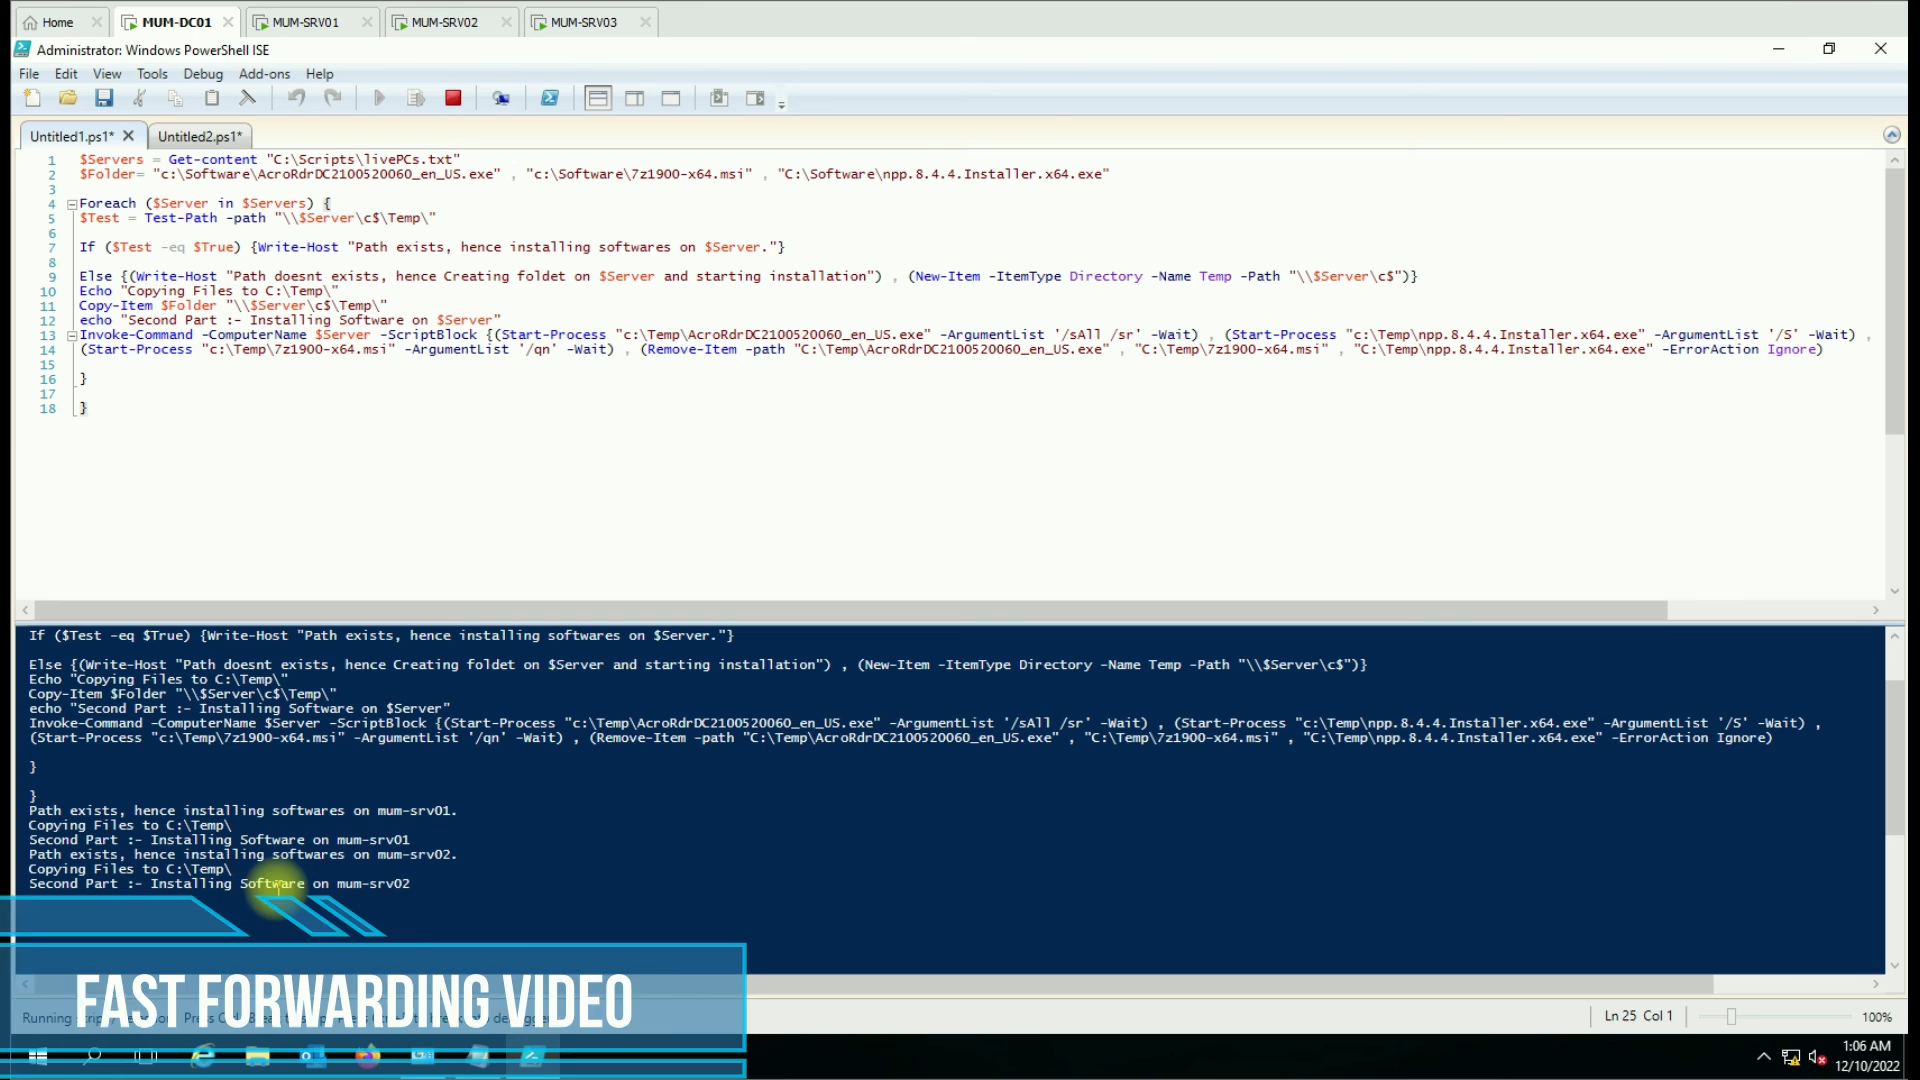 Home
MUM-DC01
MUM-SRV01
MUM-SRV02
MUM-SRV03
Administrator: Windows PowerShell ISE
File Edit View Tools Debug Add-ons Help
Untitled1.ps1* Untitled2.ps1*
1 $Servers = Get-content "C:\Scripts\livePCs.txt"
2 $Folder= "c:\Software\AcroRdrDC2100520060_en_US.exe" , "c:\Software\7z1900-x64.msi" , "C:\Software\npp.8.4.4.Installer.x64.exe"
3
4 Foreach ($Server in $Servers) {
5 $Test = Test-Path -path "\\$Server\c$\Temp\"
6
7 If ($Test -eq $True) {Write-Host "Path exists, hence installing softwares on $Server."}
8
9 Else {(Write-Host "Path doesnt exists, hence Creating foldet on $Server and starting installation") , (New-Item -ItemType Directory -Name Temp -Path "\\$Server\c$")}
10 Echo "Copying Files to C:\Temp\"
11 Copy-Item $Folder "\\$Server\c$\Temp\"
12 echo "Second Part :- Installing Software on $Server"
13 Invoke-Command -ComputerName $Server -ScriptBlock {(Start-Process "c:\Temp\AcroRdrDC2100520060_en_US.exe" -ArgumentList '/sAll /sr' -Wait) , (Start-Process "c:\Temp\npp.8.4.4.Installer.x64.exe" -ArgumentList '/S' -Wait) ,
14 (Start-Process "c:\Temp\7z1900-x64.msi" -ArgumentList '/qn' -Wait) , (Remove-Item -path "C:\Temp\AcroRdrDC2100520060_en_US.exe" , "C:\Temp\7z1900-x64.msi" , "C:\Temp\npp.8.4.4.Installer.x64.exe" -ErrorAction Ignore)
15
16 }
17
18 }
If ($Test -eq $True) {Write-Host "Path exists, hence installing softwares on $Server."}
Else {(Write-Host "Path doesnt exists, hence Creating foldet on $Server and starting installation") , (New-Item -ItemType Directory -Name Temp -Path "\\$Server\c$")}
Echo "Copying Files to C:\Temp\"
Copy-Item $Folder "\\$Server\c$\Temp\"
echo "Second Part :- Installing Software on $Server"
Invoke-Command -ComputerName $Server -ScriptBlock {(Start-Process "c:\Temp\AcroRdrDC2100520060_en_US.exe" -ArgumentList '/sAll /sr' -Wait) , (Start-Process "c:\Temp\npp.8.4.4.Installer.x64.exe" -ArgumentList '/S' -Wait) ,
(Start-Process "c:\Temp\7z1900-x64.msi" -ArgumentList '/qn' -Wait) , (Remove-Item -path "C:\Temp\AcroRdrDC2100520060_en_US.exe" , "C:\Temp\7z1900-x64.msi" , "C:\Temp\npp.8.4.4.Installer.x64.exe" -ErrorAction Ignore)
}
}
Path exists, hence installing softwares on mum-srv01.
Copying Files to C:\Temp\
Second Part :- Installing Software on mum-srv01
Path exists, hence installing softwares on mum-srv02.
Copying Files to C:\Temp\
Second Part :- Installing Software on mum-srv02
FAST FORWARDING VIDEO
Running
Ln 25 Col 1
100%
1:06 AM
12/10/2022